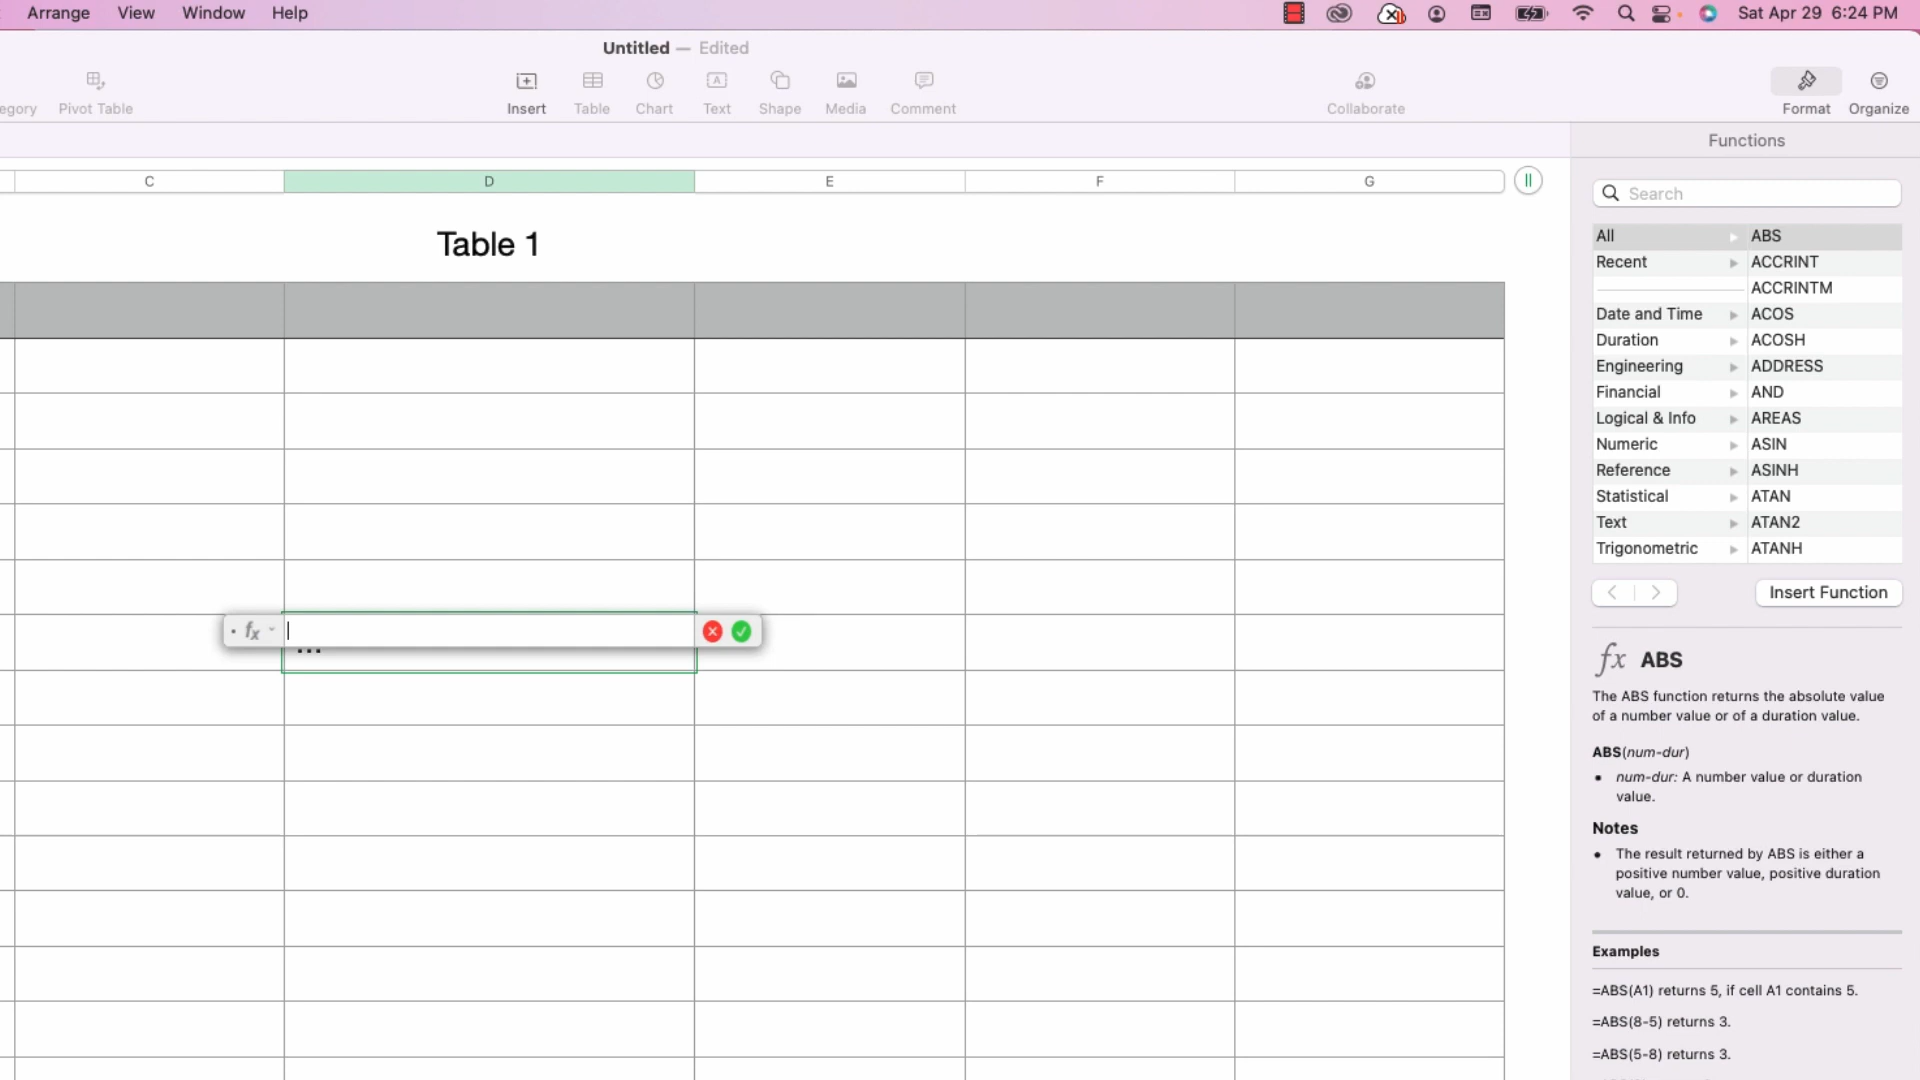 Arrange View Window Help
Sat Apr 29 6:24 PM
Untitled — Edited
egory Pivot Table Insert Table Chart Text Shape Media Comment Collaborate Format Organize
Functions
C D E F G
Search
Table 1
All ABS
Recent ACCRINT
ACCRINTM
Date and Time ACOS
Duration ACOSH
Engineering ADDRESS
Financial AND
Logical & Info AREAS
Numeric ASIN
Reference ASINH
Statistical ATAN
Text ATAN2
Trigonometric ATANH
Insert Function
fx
...
fx ABS
The ABS function returns the absolute value
of a number value or of a duration value.
ABS(num-dur)
• num-dur: A number value or duration
value.
Notes
• The result returned by ABS is either a
positive number value, positive duration
value, or 0.
Examples
=ABS(A1) returns 5, if cell A1 contains 5.
=ABS(8-5) returns 3.
=ABS(5-8) returns 3.